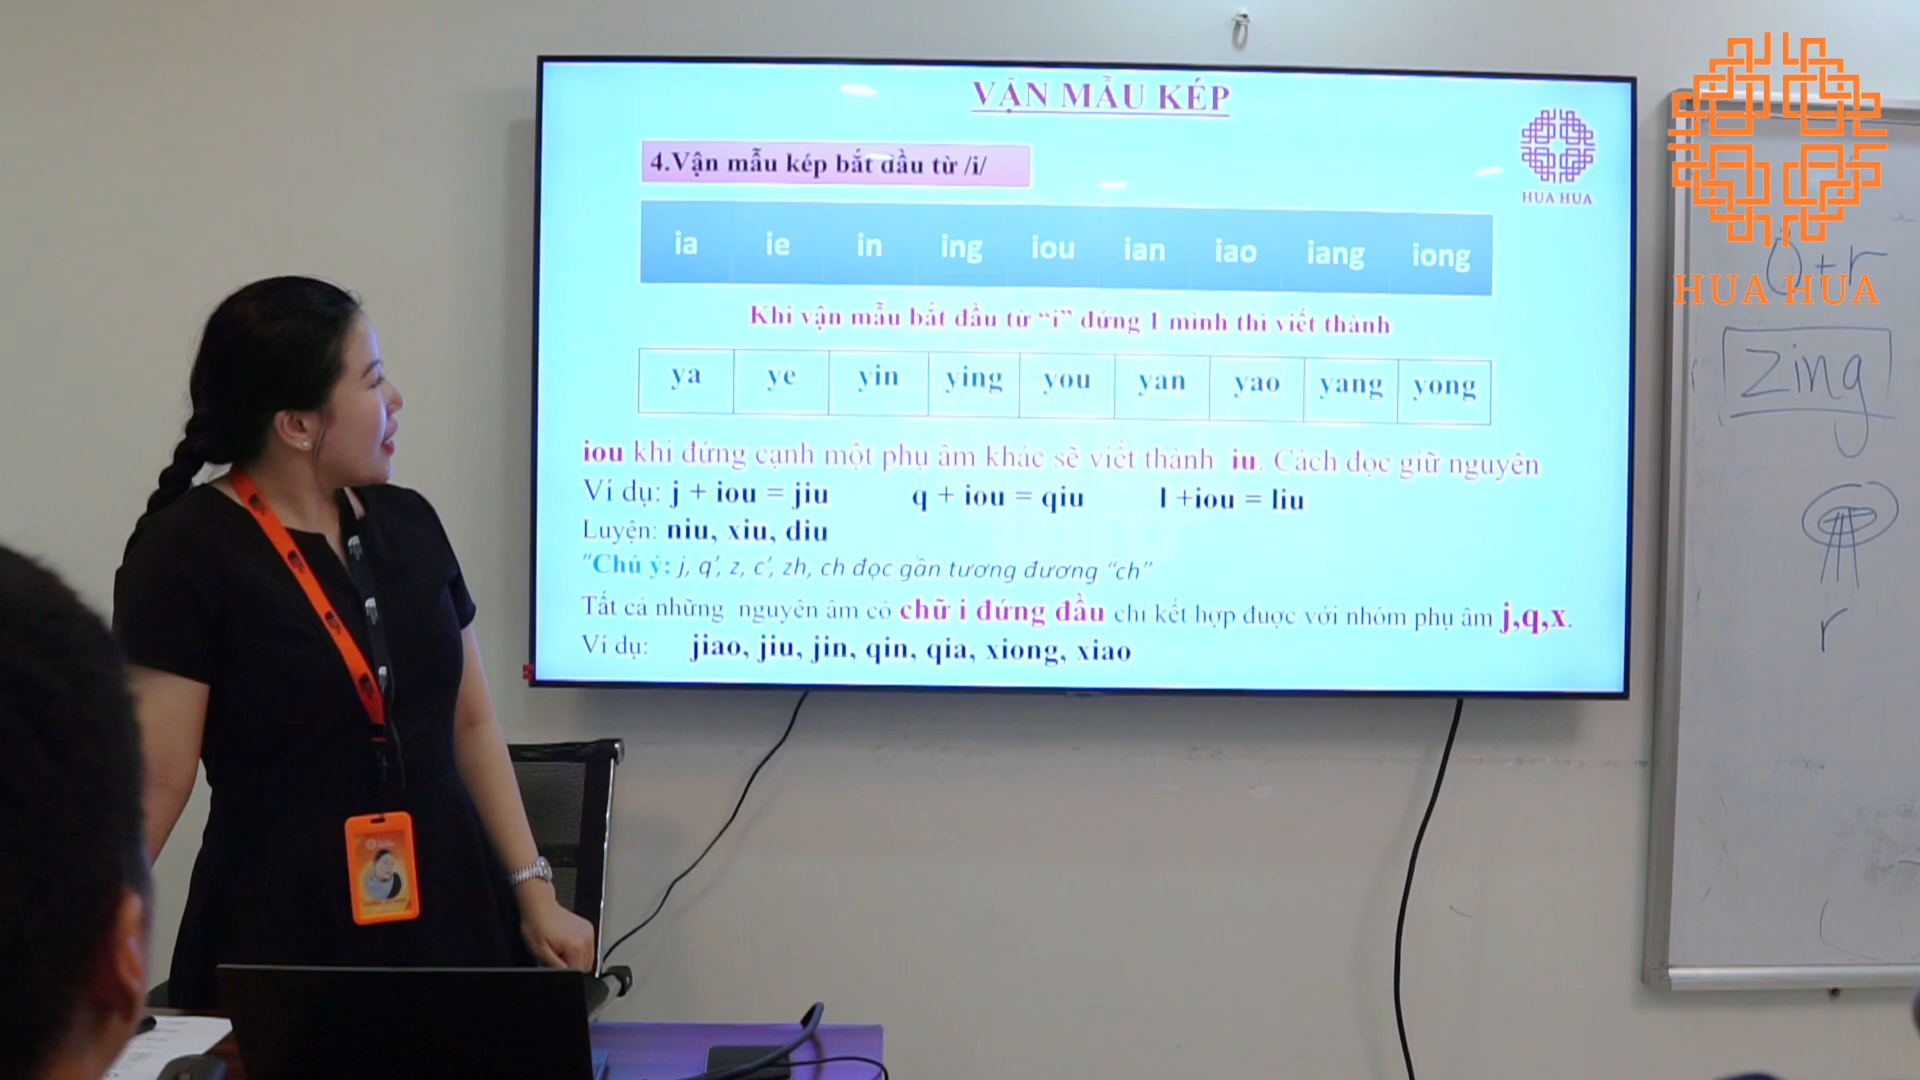 VẬN MẪU KÉP
4.Vận mẫu kép bắt đầu từ /i/
HUA HUA
ia ie in ing iou ian iao iang iong
Khi vận mẫu bắt đầu từ “i” đứng 1 mình thì viết thành
ya ye yin ying you yan yao yang yong
iou khi đứng cạnh một phụ âm khác sẽ viết thành iu. Cách đọc giữ nguyên
Ví dụ: j + iou = jiu q + iou = qiu l +iou = liu
Luyện: niu, xiu, diu
“Chú ý: j, q’, z, c’, zh, ch đọc gần tương đương “ch”
Tất cả những nguyên âm có chữ i đứng đầu chỉ kết hợp được với nhóm phụ âm j,q,x.
Ví dụ: jiao, jiu, jin, qin, qia, xiong, xiao
HUA HUA
zing
r